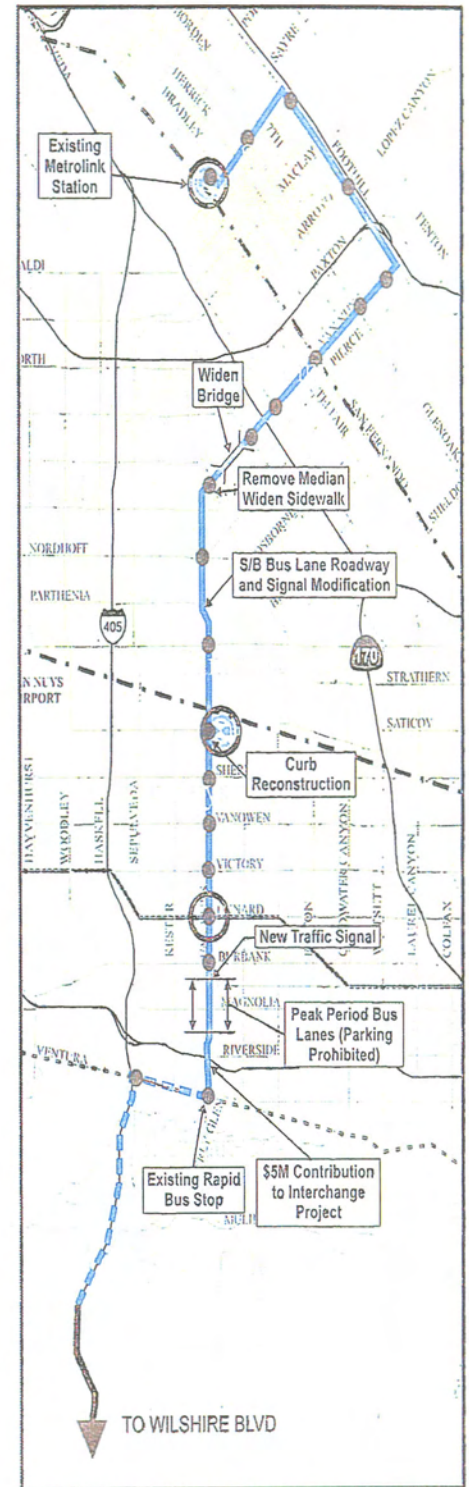 SAYRE
HERRICK
BRADLEY
LOPEZ CANYON
7TH
MACLAY
FOOTHILL
Existing
Metrolink
Station
PAXTON
FENTON
PIERCE
Widen
Bridge
SAN FERNANDO
GLENOAKS
Remove Median
Widen Sidewalk
NORDHOFF
S/B Bus Lane Roadway
and Signal Modification
PARTHENIA
405
170
STRATHERN
SATICOY
Curb
Reconstruction
HAYVENHURST
WOODLEY
HASKELL
SEPULVEDA
VANOWEN
VICTORY
KESTER
LAUREL CANYON
COLFAX
New Traffic Signal
BURBANK
MAGNOLIA
Peak Period Bus
Lanes (Parking
Prohibited)
RIVERSIDE
VENTURA
Existing Rapid
Bus Stop
$5M Contribution
to Interchange
Project
TO WILSHIRE BLVD